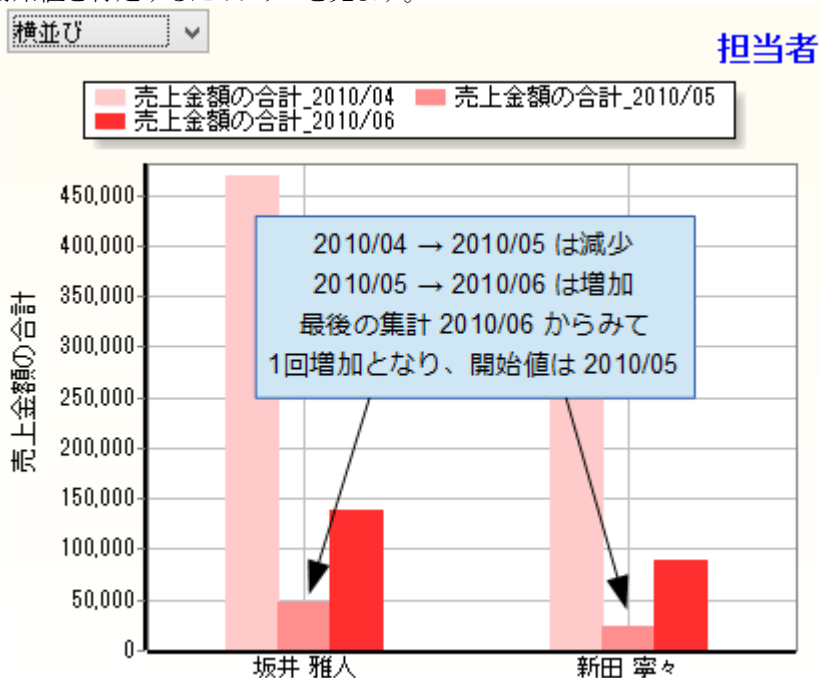 横並び
担当者
売上金額の合計_2010/04 売上金額の合計_2010/05
売上金額の合計_2010/06
450,000
400,000
350,000
300,000
250,000
200,000
150,000
100,000
50,000
0
売上金額の合計
2010/04 → 2010/05 は減少
2010/05 → 2010/06 は増加
最後の集計 2010/06 からみて
1回増加となり、開始値は 2010/05
坂井 雅人
新田 寧々